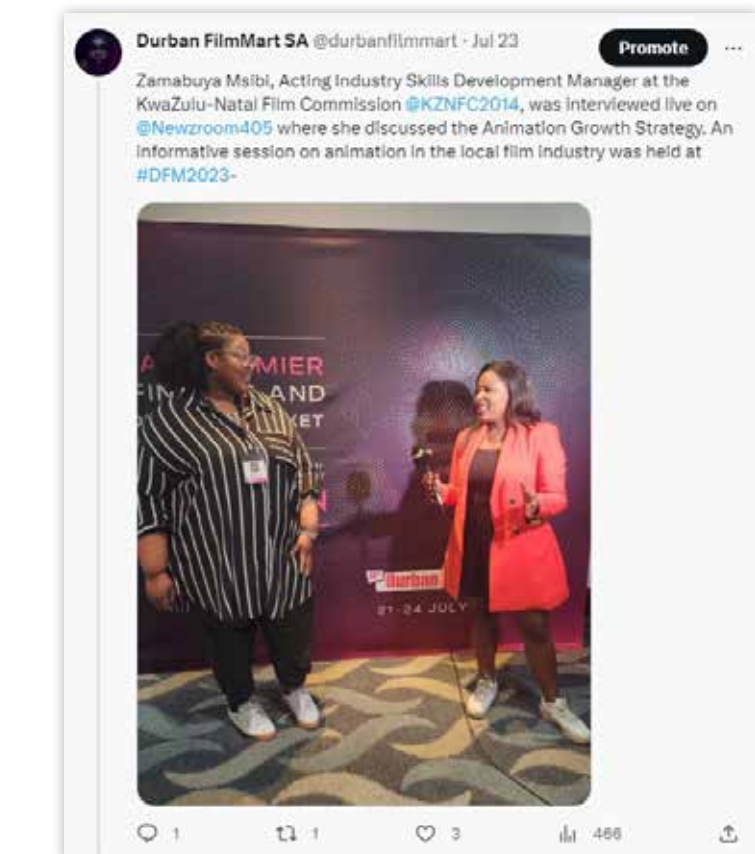 Durban FilmMart SA @durbanfilmmart · Jul 23
Promote
...
Zamabuya Msibi, Acting Industry Skills Development Manager at the
KwaZulu-Natal Film Commission @KZNFC2014, was interviewed live on
@Newzroom405 where she discussed the Animation Growth Strategy. An
informative session on animation in the local film industry was held at
#DFM2023-
MIER
AND
KET
Durban
21-24 JULY
1
1
3
466